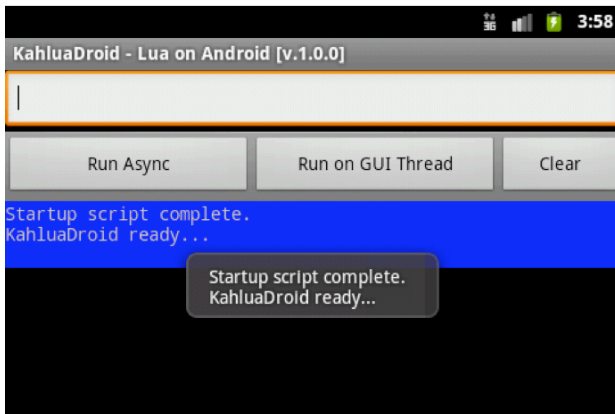 3G 3:58
KahluaDroid - Lua on Android [v.1.0.0]
Run Async Run on GUI Thread Clear
Startup script complete.
KahluaDroid ready...
Startup script complete.
KahluaDroid ready...